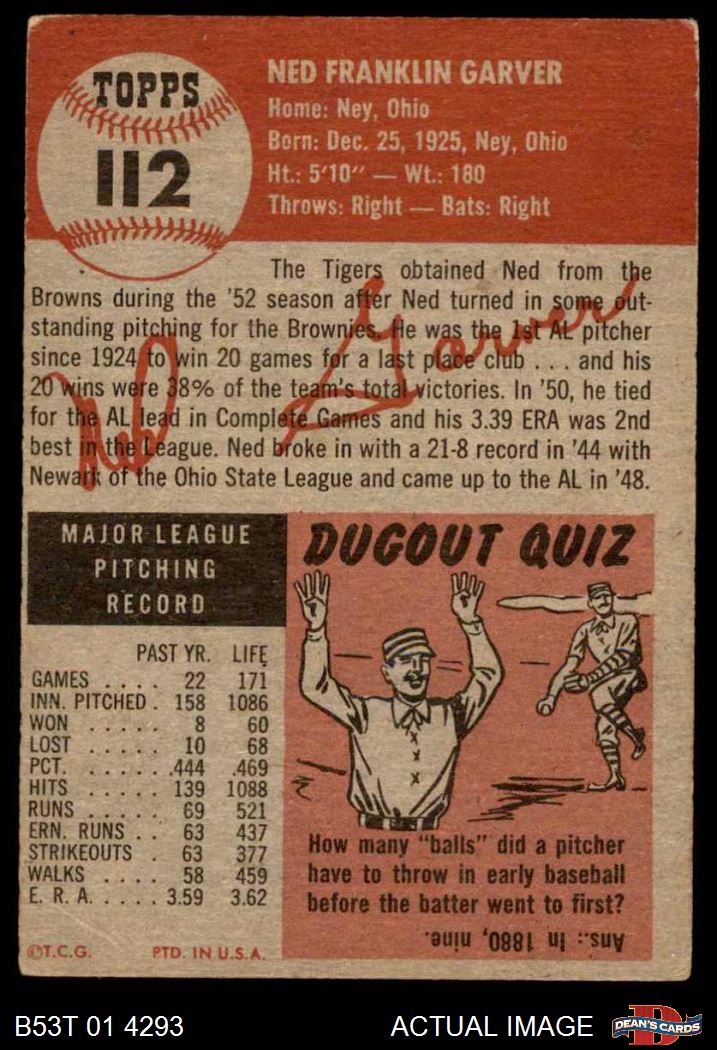 TOPPS
112
NED FRANKLIN GARVER
Home: Ney, Ohio
Born: Dec. 25, 1925, Ney, Ohio
Ht.: 5'10" — Wt.: 180
Throws: Right — Bats: Right
The Tigers obtained Ned from the
Browns during the '52 season after Ned turned in some out-
standing pitching for the Brownies. He was the 1st AL pitcher
since 1924 to win 20 games for a last place club . . . and his
20 wins were 38% of the team's total victories. In '50, he tied
for the AL lead in Complete Games and his 3.39 ERA was 2nd
best in the League. Ned broke in with a 21-8 record in '44 with
Newark of the Ohio State League and came up to the AL in '48.
Ned Garver
MAJOR LEAGUE
PITCHING
RECORD
PAST YR. LIFE
GAMES . . . . 22 171
INN. PITCHED . 158 1086
WON . . . . . 8 60
LOST . . . . . 10 68
PCT. . . . . . .444 .469
HITS . . . . . 139 1088
RUNS . . . . . 69 521
ERN. RUNS . . 63 437
STRIKEOUTS . 63 377
WALKS . . . . 58 459
E. R. A. . . . . 3.59 3.62
©T.C.G. PTD. IN U.S.A.
DUGOUT QUIZ
How many "balls" did a pitcher
have to throw in early baseball
before the batter went to first?
Ans.: In 1880, nine.
B53T 01 4293
ACTUAL IMAGE
D
DEAN'S CARDS